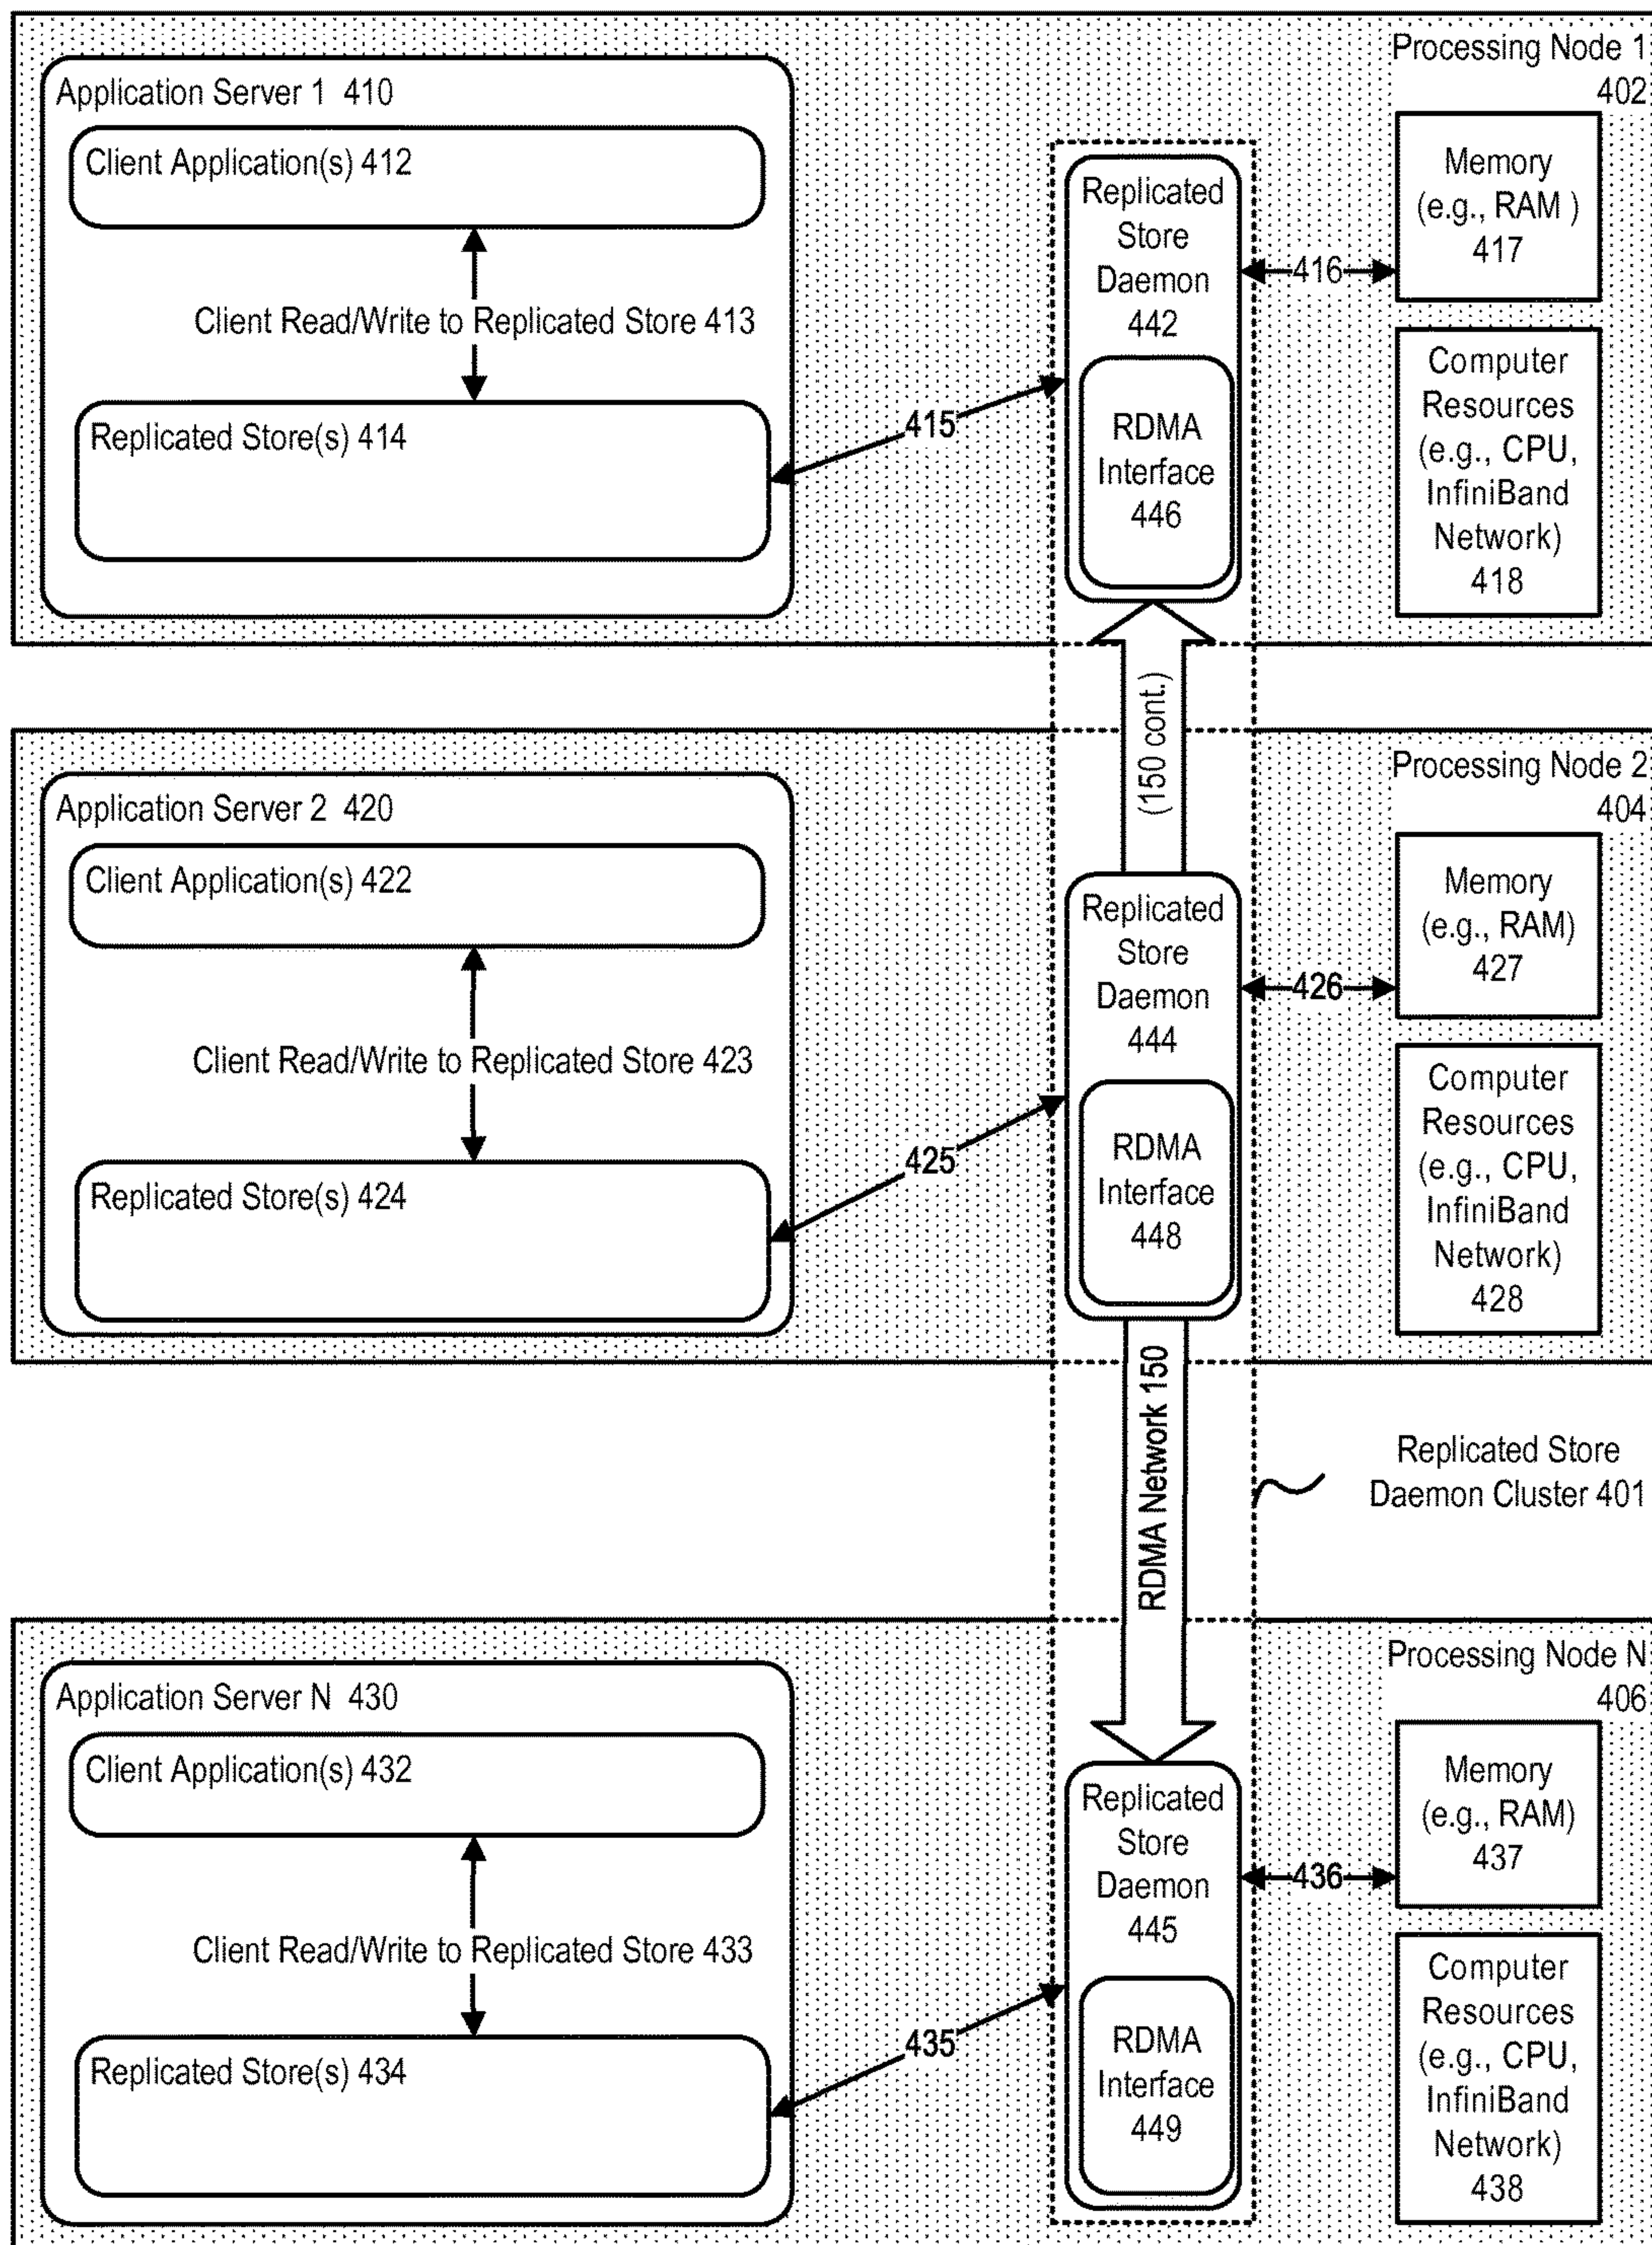 Processing Node 1
402
Application Server 1 410
Client Application(s) 412
Client Read/Write to Replicated Store 413
Replicated Store(s) 414
415
Replicated
Store
Daemon
442
RDMA
Interface
446
416
Memory
(e.g., RAM )
417
Computer
Resources
(e.g., CPU,
InfiniBand
Network)
418
(150 cont.)
Processing Node 2
404
Application Server 2 420
Client Application(s) 422
Client Read/Write to Replicated Store 423
Replicated Store(s) 424
425
Replicated
Store
Daemon
444
RDMA
Interface
448
426
Memory
(e.g., RAM)
427
Computer
Resources
(e.g., CPU,
InfiniBand
Network)
428
RDMA Network 150
Replicated Store
Daemon Cluster 401
Processing Node N
406
Application Server N 430
Client Application(s) 432
Client Read/Write to Replicated Store 433
Replicated Store(s) 434
435
Replicated
Store
Daemon
445
RDMA
Interface
449
436
Memory
(e.g., RAM)
437
Computer
Resources
(e.g., CPU,
InfiniBand
Network)
438